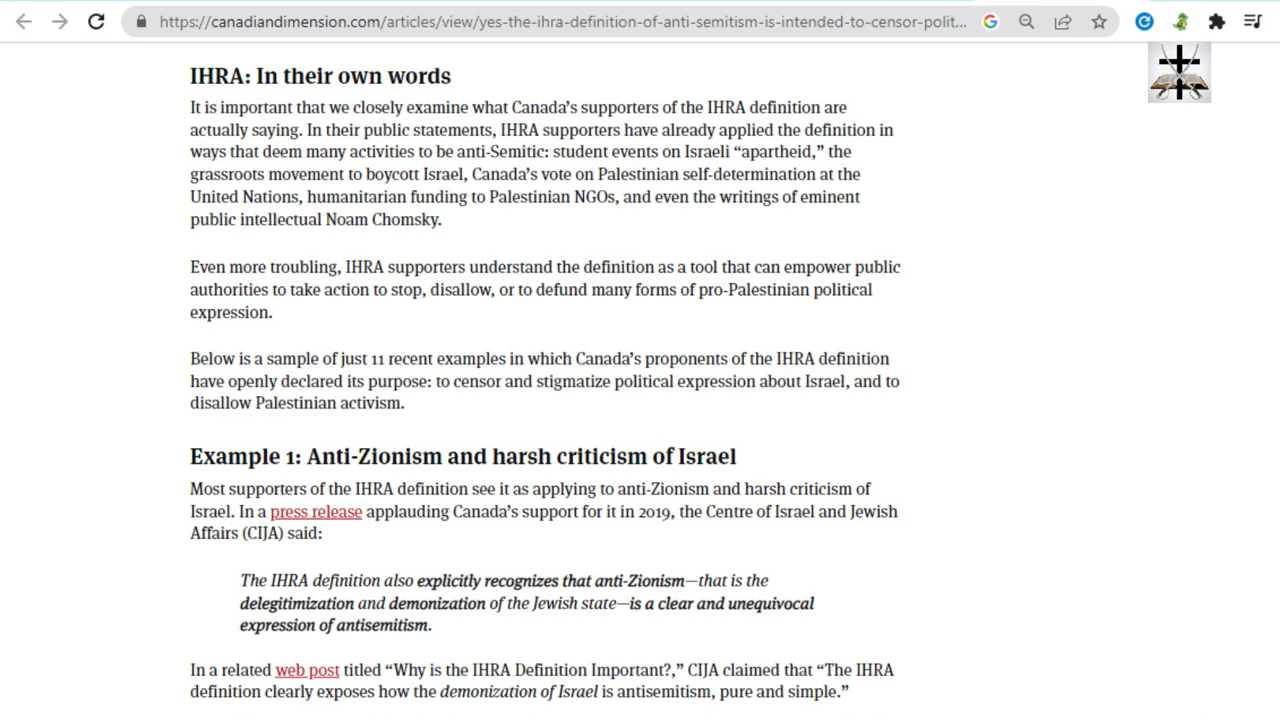 https://canadiandimension.com/articles/view/yes-the-ihra-definition-of-anti-semitism-is-intended-to-censor-polit...
IHRA: In their own words
It is important that we closely examine what Canada’s supporters of the IHRA definition are
actually saying. In their public statements, IHRA supporters have already applied the definition in
ways that deem many activities to be anti-Semitic: student events on Israeli “apartheid,” the
grassroots movement to boycott Israel, Canada’s vote on Palestinian self-determination at the
United Nations, humanitarian funding to Palestinian NGOs, and even the writings of eminent
public intellectual Noam Chomsky.
Even more troubling, IHRA supporters understand the definition as a tool that can empower public
authorities to take action to stop, disallow, or to defund many forms of pro-Palestinian political
expression.
Below is a sample of just 11 recent examples in which Canada’s proponents of the IHRA definition
have openly declared its purpose: to censor and stigmatize political expression about Israel, and to
disallow Palestinian activism.
Example 1: Anti-Zionism and harsh criticism of Israel
Most supporters of the IHRA definition see it as applying to anti-Zionism and harsh criticism of
Israel. In a press release applauding Canada’s support for it in 2019, the Centre of Israel and Jewish
Affairs (CIJA) said:
The IHRA definition also explicitly recognizes that anti-Zionism—that is the
delegitimization and demonization of the Jewish state—is a clear and unequivocal
expression of antisemitism.
In a related web post titled “Why is the IHRA Definition Important?,” CIJA claimed that “The IHRA
definition clearly exposes how the demonization of Israel is antisemitism, pure and simple.”